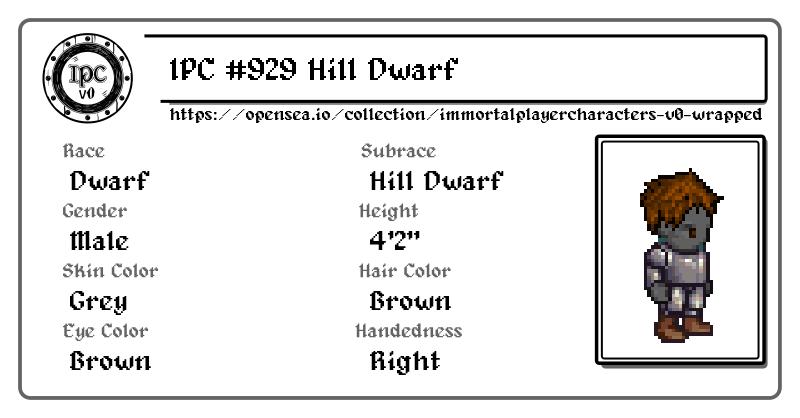 IPC
v0
IPC #929 Hill Dwarf
https://opensea.io/collection/immortalplayercharacters-v0-wrapped
Race
Dwarf
Subrace
Hill Dwarf
Gender
Male
Height
4'2"
Skin Color
Grey
Hair Color
Brown
Eye Color
Brown
Handedness
Right